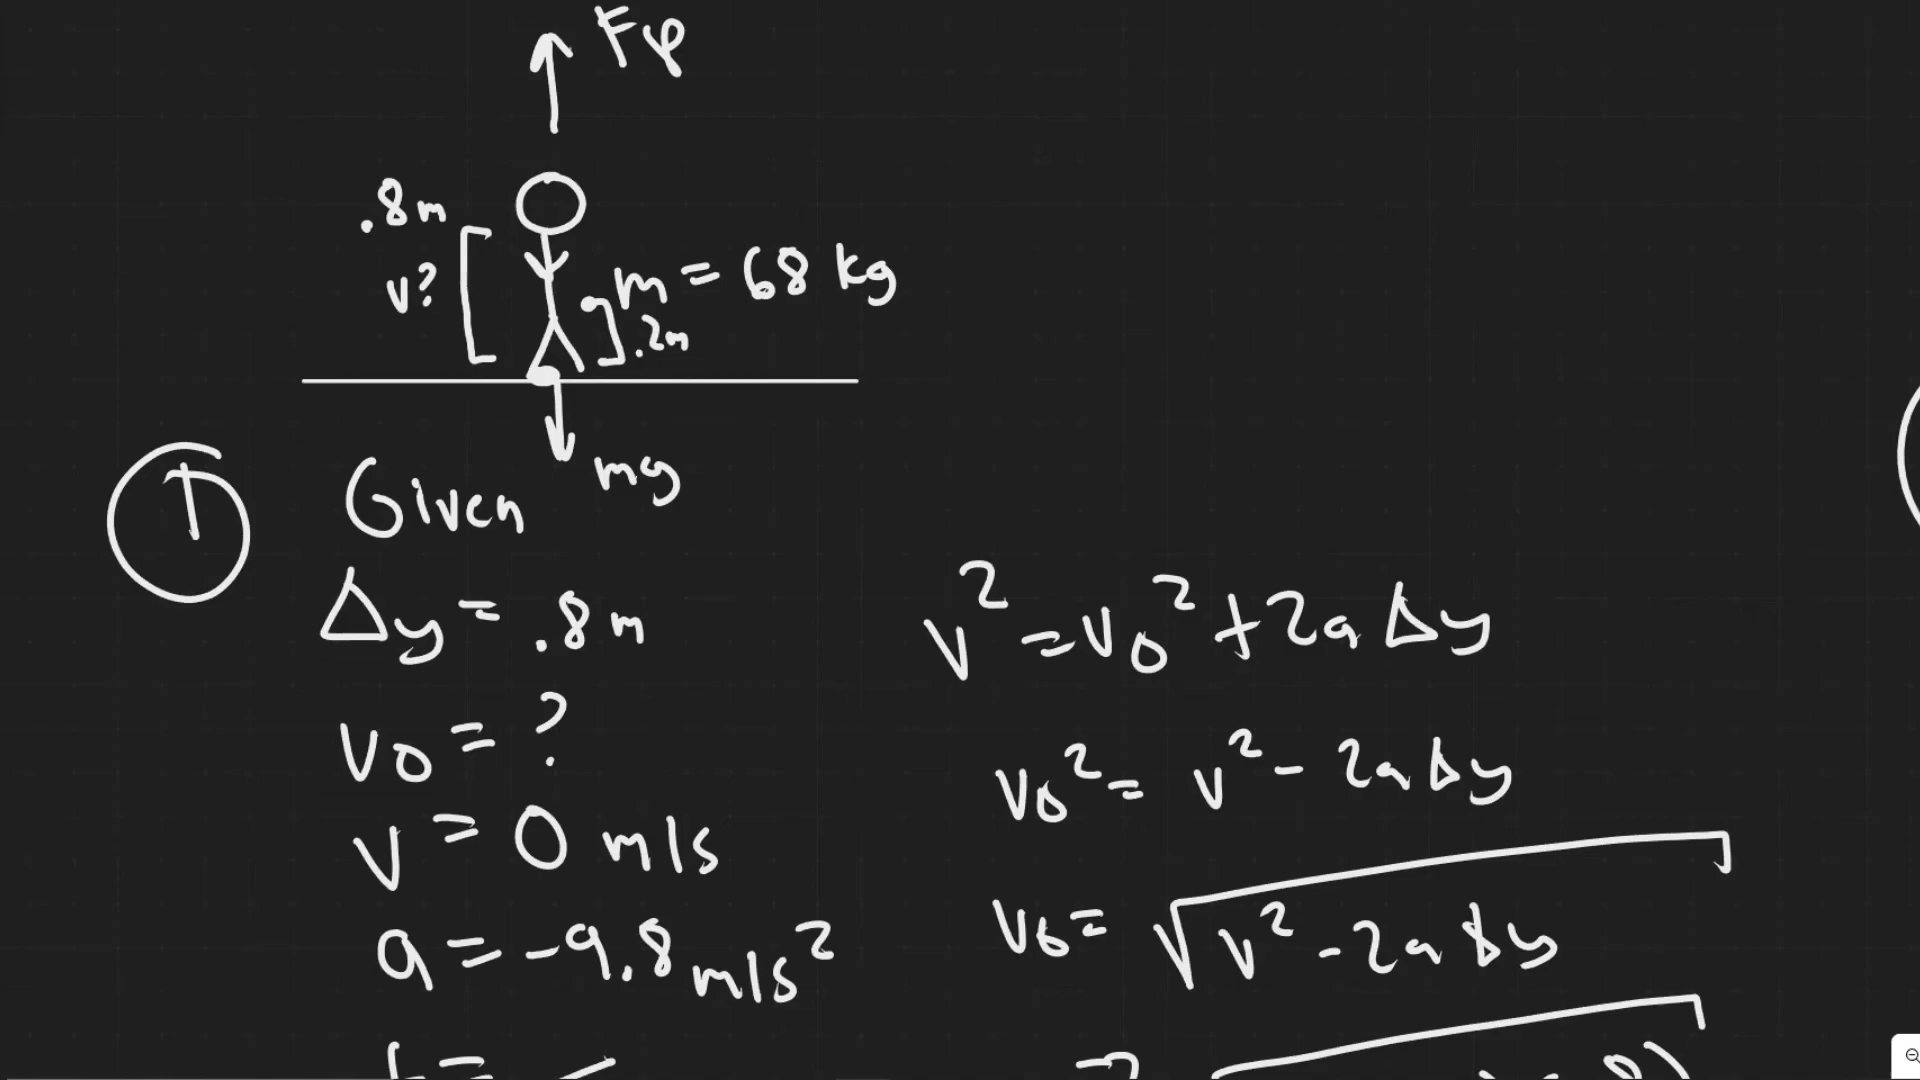 Fp
.8m
v?
m = 68 kg
.2m
mg
1
Given
Δy = .8m
v0 = ?
v = 0 m/s
a = -9.8 m/s²
t =
v² = v0² + 2aΔy
v0² = v² - 2aΔy
v0 = √v² - 2aΔy